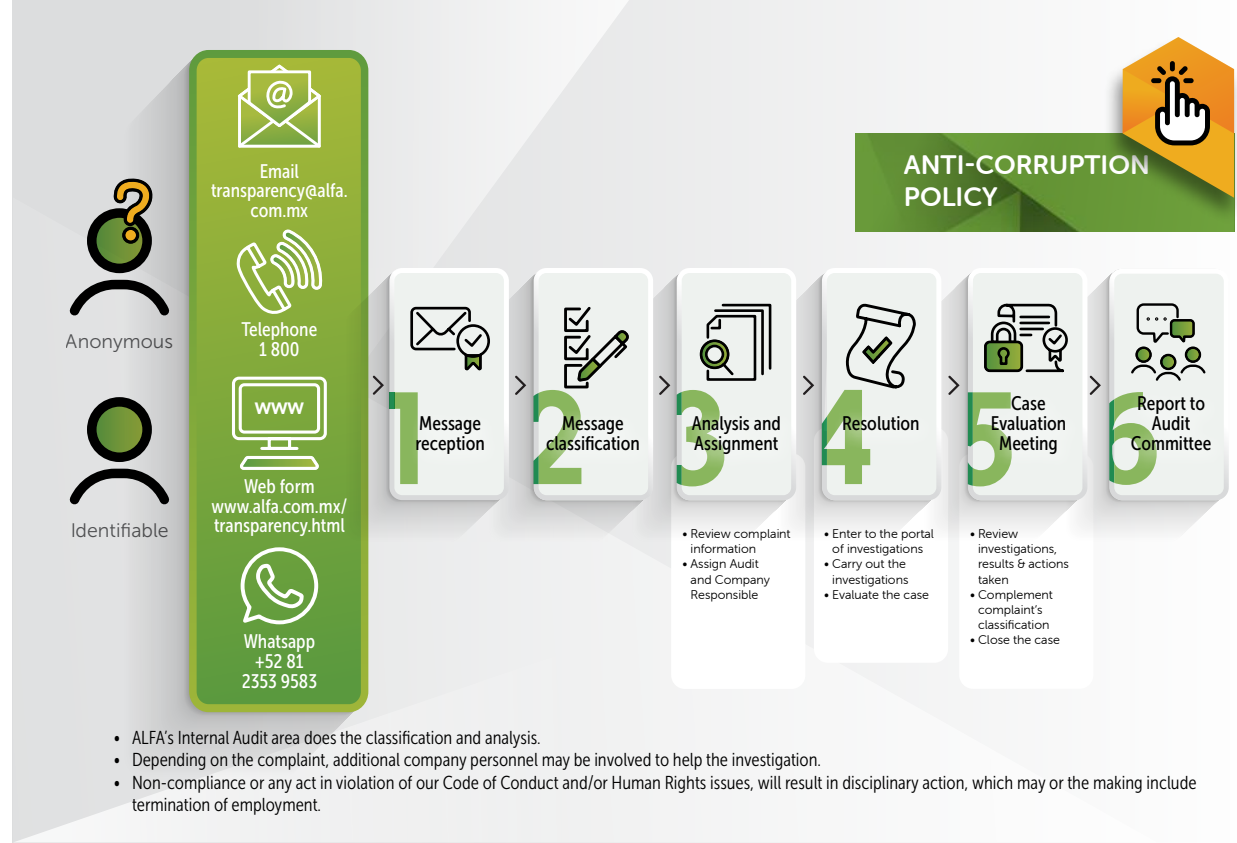 ANTI-CORRUPTION
POLICY
Anonymous
Identifiable
@
Email
transparency@alfa.
com.mx
Telephone
1 800
www
Web form
www.alfa.com.mx/
transparency.html
Whatsapp
+52 81
2353 9583
1
Message
reception
2
Message
classification
3
Analysis and
Assignment
• Review complaint
information
• Assign Audit
and Company
Responsible
4
Resolution
• Enter to the portal
of investigations
• Carry out the
investigations
• Evaluate the case
5
Case
Evaluation
Meeting
• Review
investigations,
results & actions
taken
• Complement
complaint's
classification
• Close the case
6
Report to
Audit
Committee
• ALFA's Internal Audit area does the classification and analysis.
• Depending on the complaint, additional company personnel may be involved to help the investigation.
• Non-compliance or any act in violation of our Code of Conduct and/or Human Rights issues, will result in disciplinary action, which may or the making include
termination of employment.